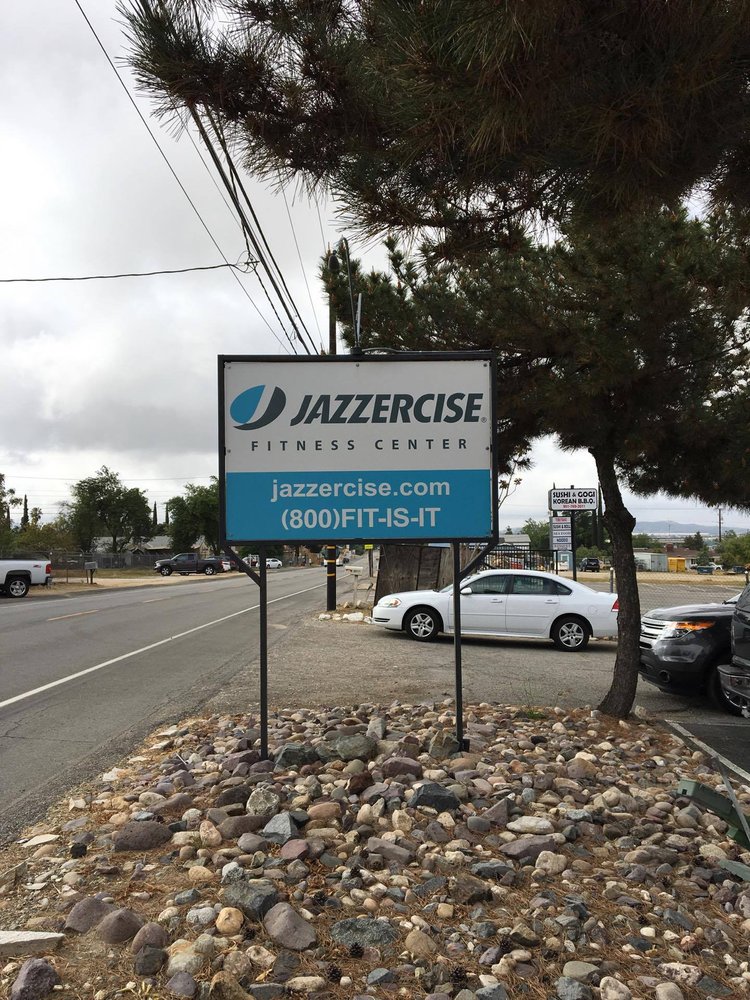 JAZZERCISE®
FITNESS CENTER
jazzercise.com
(800)FIT-IS-IT
SUSHI & GOGI
KOREAN B.B.Q.